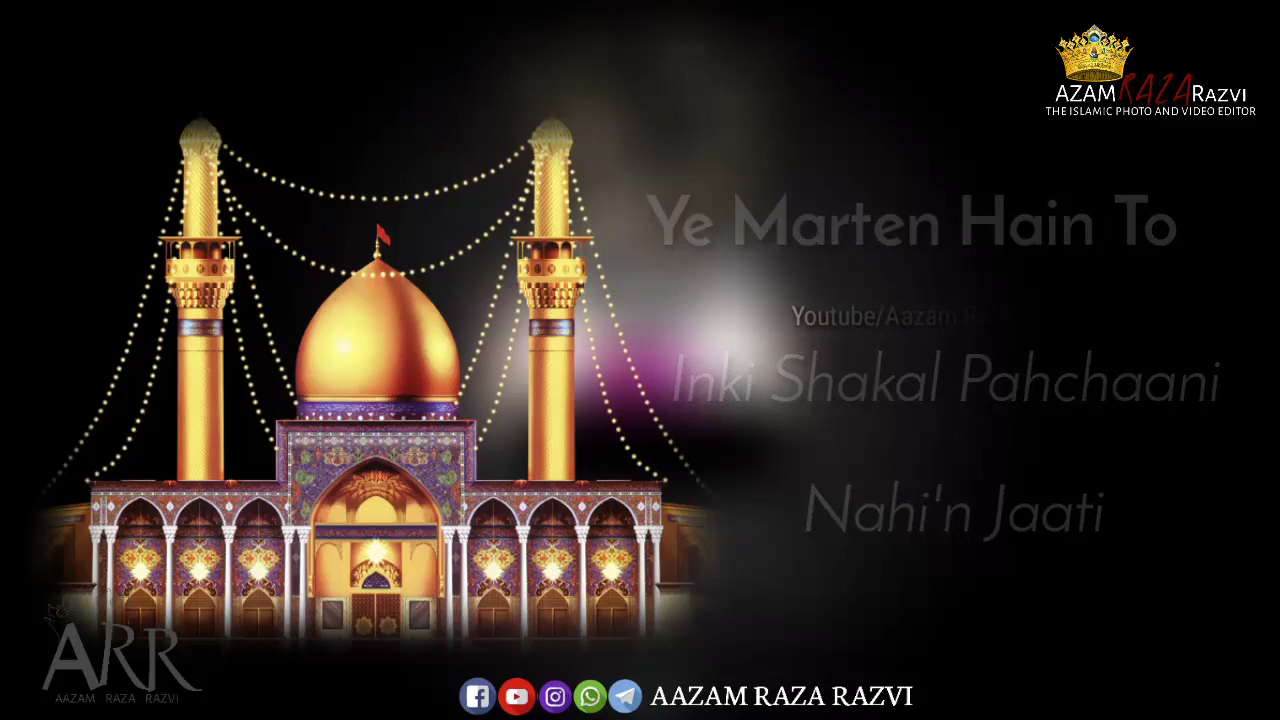 AZAM RAZA RAZVI
THE ISLAMIC PHOTO AND VIDEO EDITOR
Ye Marten Hain To
Youtube/Aazam
Inki Shakal Pahchaani
Nahi'n Jaati
ARR
AAZAM RAZA RAZVI
AAZAM RAZA RAZVI